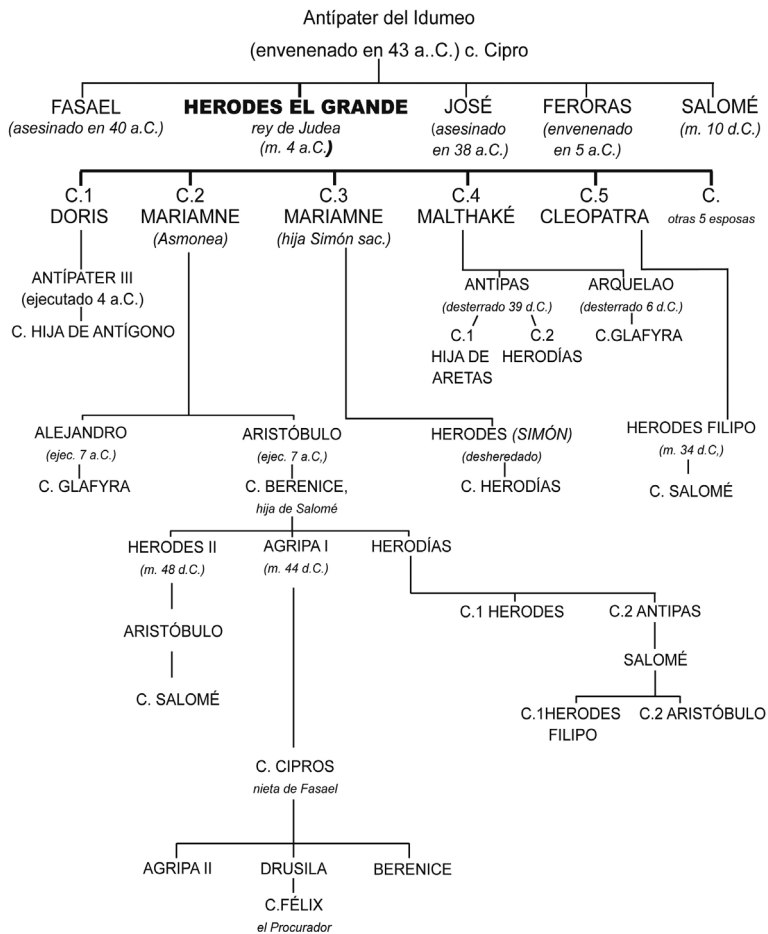 Antípater del Idumeo
(envenenado en 43 a..C.) c. Cipro
FASAEL
(asesinado en 40 a.C.)
HERODES EL GRANDE
rey de Judea
(m. 4 a.C.)
JOSÉ
(asesinado
en 38 a.C.)
FERORAS
(envenenado
en 5 a.C.)
SALOMÉ
(m. 10 d.C.)
C.1
DORIS
C.2
MARIAMNE
(Asmonea)
C.3
MARIAMNE
(hija Simón sac.)
C.4
MALTHAKÉ
C.5
CLEOPATRA
C.
otras 5 esposas
ANTÍPATER III
(ejecutado 4 a.C.)
C. HIJA DE ANTÍGONO
ANTIPAS
(desterrado 39 d.C.)
C.1
HIJA DE
ARETAS
C.2
HERODÍAS
ARQUELAO
(desterrado 6 d.C.)
C.GLAFYRA
ALEJANDRO
(ejec. 7 a.C.)
C. GLAFYRA
ARISTÓBULO
(ejec. 7 a.C,)
C. BERENICE,
hija de Salomé
HERODES (SIMÓN)
(desheredado)
C. HERODÍAS
HERODES FILIPO
(m. 34 d.C,)
C. SALOMÉ
HERODES II
(m. 48 d.C.)
ARISTÓBULO
C. SALOMÉ
AGRIPA I
(m. 44 d.C.)
HERODÍAS
C.1 HERODES
C.2 ANTIPAS
SALOMÉ
C.1HERODES
FILIPO
C.2 ARISTÓBULO
C. CIPROS
nieta de Fasael
AGRIPA II
DRUSILA
BERENICE
C.FÉLIX
el Procurador